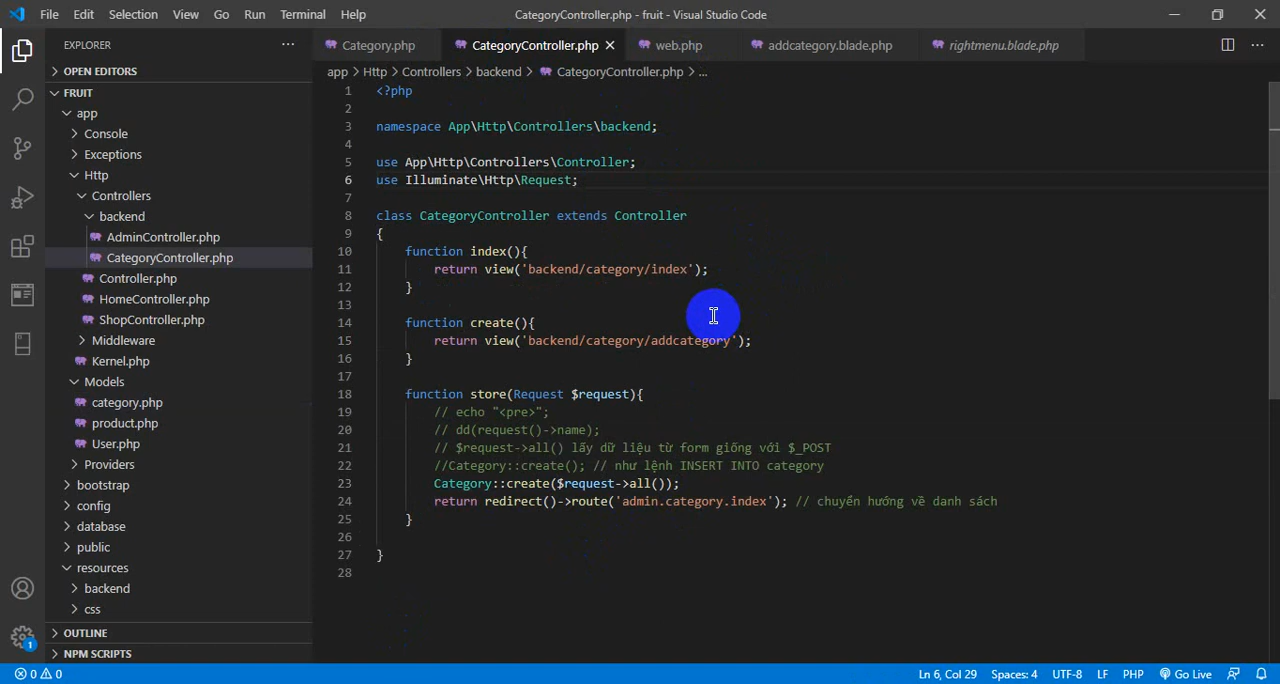 File Edit Selection View Go Run Terminal Help CategoryController.php - fruit - Visual Studio Code
EXPLORER ...
Category.php CategoryController.php web.php addcategory.blade.php rightmenu.blade.php ...
OPEN EDITORS
app > Http > Controllers > backend > CategoryController.php > ...
FRUIT
app
Console
Exceptions
Http
Controllers
backend
AdminController.php
CategoryController.php
Controller.php
HomeController.php
ShopController.php
Middleware
Kernel.php
Models
category.php
product.php
User.php
Providers
bootstrap
config
database
public
resources
backend
css
OUTLINE
NPM SCRIPTS
1 <?php
2
3 namespace App\Http\Controllers\backend;
4
5 use App\Http\Controllers\Controller;
6 use Illuminate\Http\Request;
7
8 class CategoryController extends Controller
9 {
10 function index(){
11 return view('backend/category/index');
12 }
13
14 function create(){
15 return view('backend/category/addcategory');
16 }
17
18 function store(Request $request){
19 // echo "<pre>";
20 // dd(request()->name);
21 // $request->all() lấy dữ liệu từ form giống với $_POST
22 //Category::create(); // như lệnh INSERT INTO category
23 Category::create($request->all());
24 return redirect()->route('admin.category.index'); // chuyển hướng về danh sách
25 }
26
27 }
28
1
0 0 Ln 6, Col 29 Spaces: 4 UTF-8 LF PHP Go Live